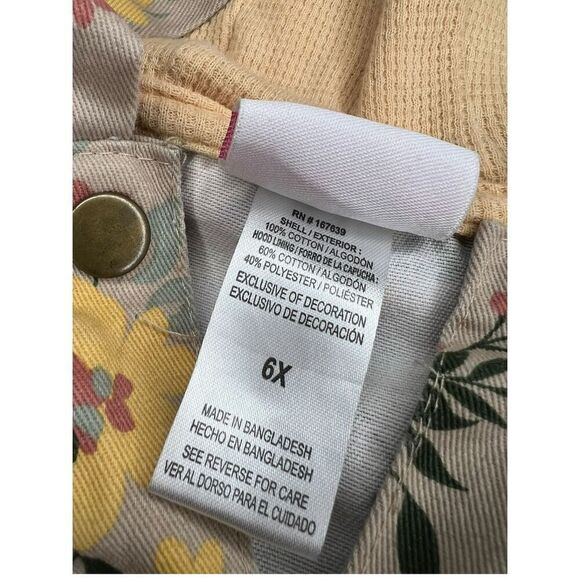 RN # 167639
SHELL / EXTERIOR :
100% COTTON / ALGODÓN
HOOD LINING / FORRO DE LA CAPUCHA :
60% COTTON / ALGODÓN
40% POLYESTER / POLIÉSTER
EXCLUSIVE OF DECORATION
EXCLUSIVO DE DECORACIÓN
6X
MADE IN BANGLADESH
HECHO EN BANGLADESH
SEE REVERSE FOR CARE
VER AL DORSO PARA EL CUIDADO